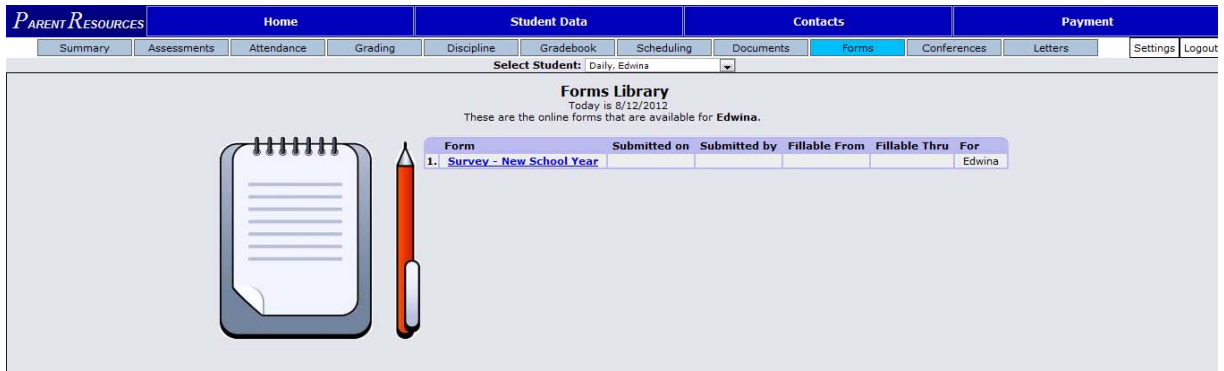 PARENT RESOURCES Home Student Data Contacts Payment
Summary Assessments Attendance Grading Discipline Gradebook Scheduling Documents Forms Conferences Letters Settings Logout
Select Student: Daily, Edwina
Forms Library
Today is 8/12/2012
These are the online forms that are available for Edwina.
Form Submitted on Submitted by Fillable From Fillable Thru For
1. Survey - New School Year Edwina